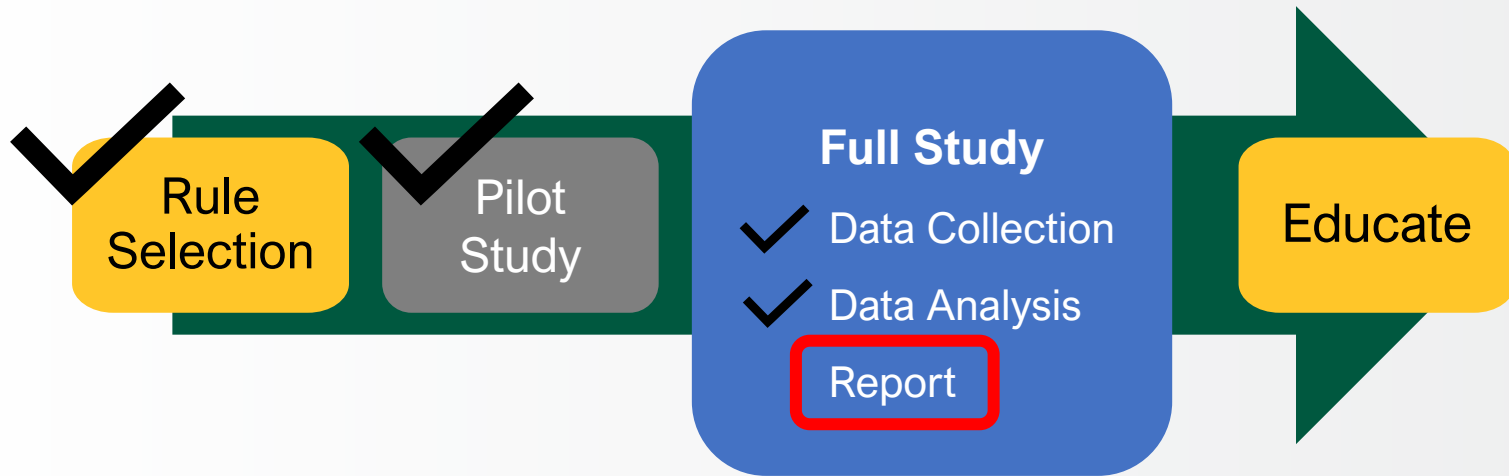 Rule
Selection
Pilot
Study
Full Study
Data Collection
Data Analysis
Report
Educate